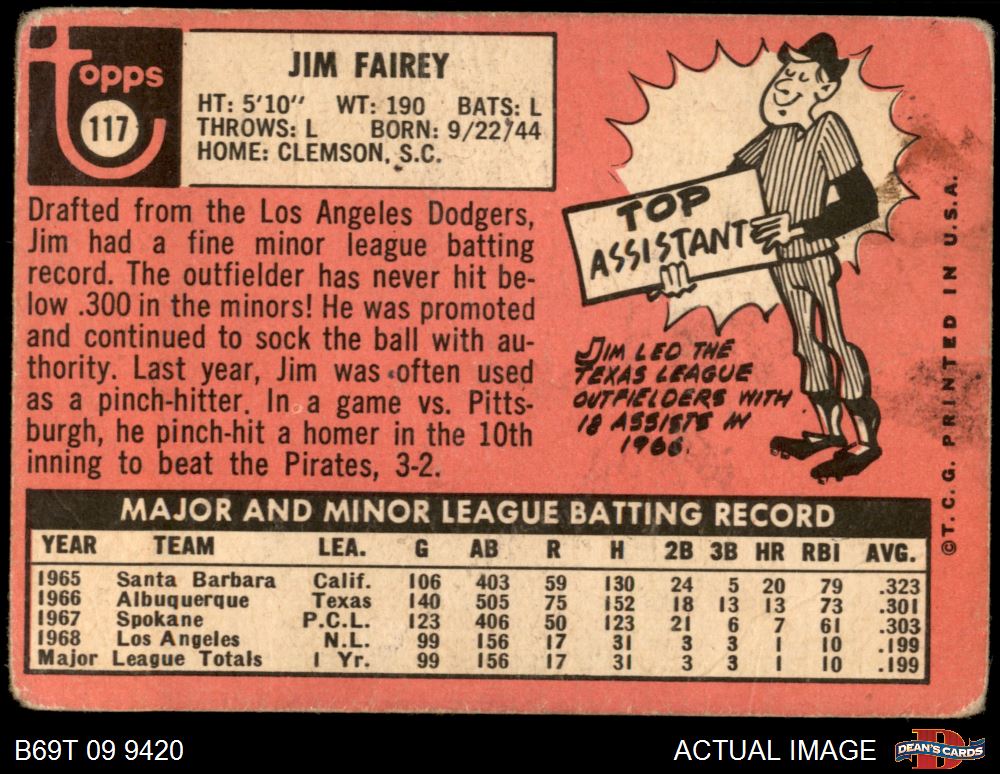 Topps
117
JIM FAIREY
HT: 5'10" WT: 190 BATS: L
THROWS: L BORN: 9/22/44
HOME: CLEMSON, S.C.
Drafted from the Los Angeles Dodgers,
Jim had a fine minor league batting
record. The outfielder has never hit be-
low .300 in the minors! He was promoted
and continued to sock the ball with au-
thority. Last year, Jim was often used
as a pinch-hitter. In a game vs. Pitts-
burgh, he pinch-hit a homer in the 10th
inning to beat the Pirates, 3-2.
TOP
ASSISTANT
JIM LED THE
TEXAS LEAGUE
OUTFIELDERS WITH
18 ASSISTS IN
1966.
©T.C.G. PRINTED IN U.S.A.
MAJOR AND MINOR LEAGUE BATTING RECORD
YEAR TEAM LEA. G AB R H 2B 3B HR RBI AVG.
1965 Santa Barbara Calif. 106 403 59 130 24 5 20 79 .323
1966 Albuquerque Texas 140 505 75 152 18 13 13 73 .301
1967 Spokane P.C.L. 123 406 50 123 21 6 7 61 .303
1968 Los Angeles N.L. 99 156 17 31 3 3 1 10 .199
Major League Totals 1 Yr. 99 156 17 31 3 3 1 10 .199
B69T 09 9420
ACTUAL IMAGE
D
DEAN'S CARDS